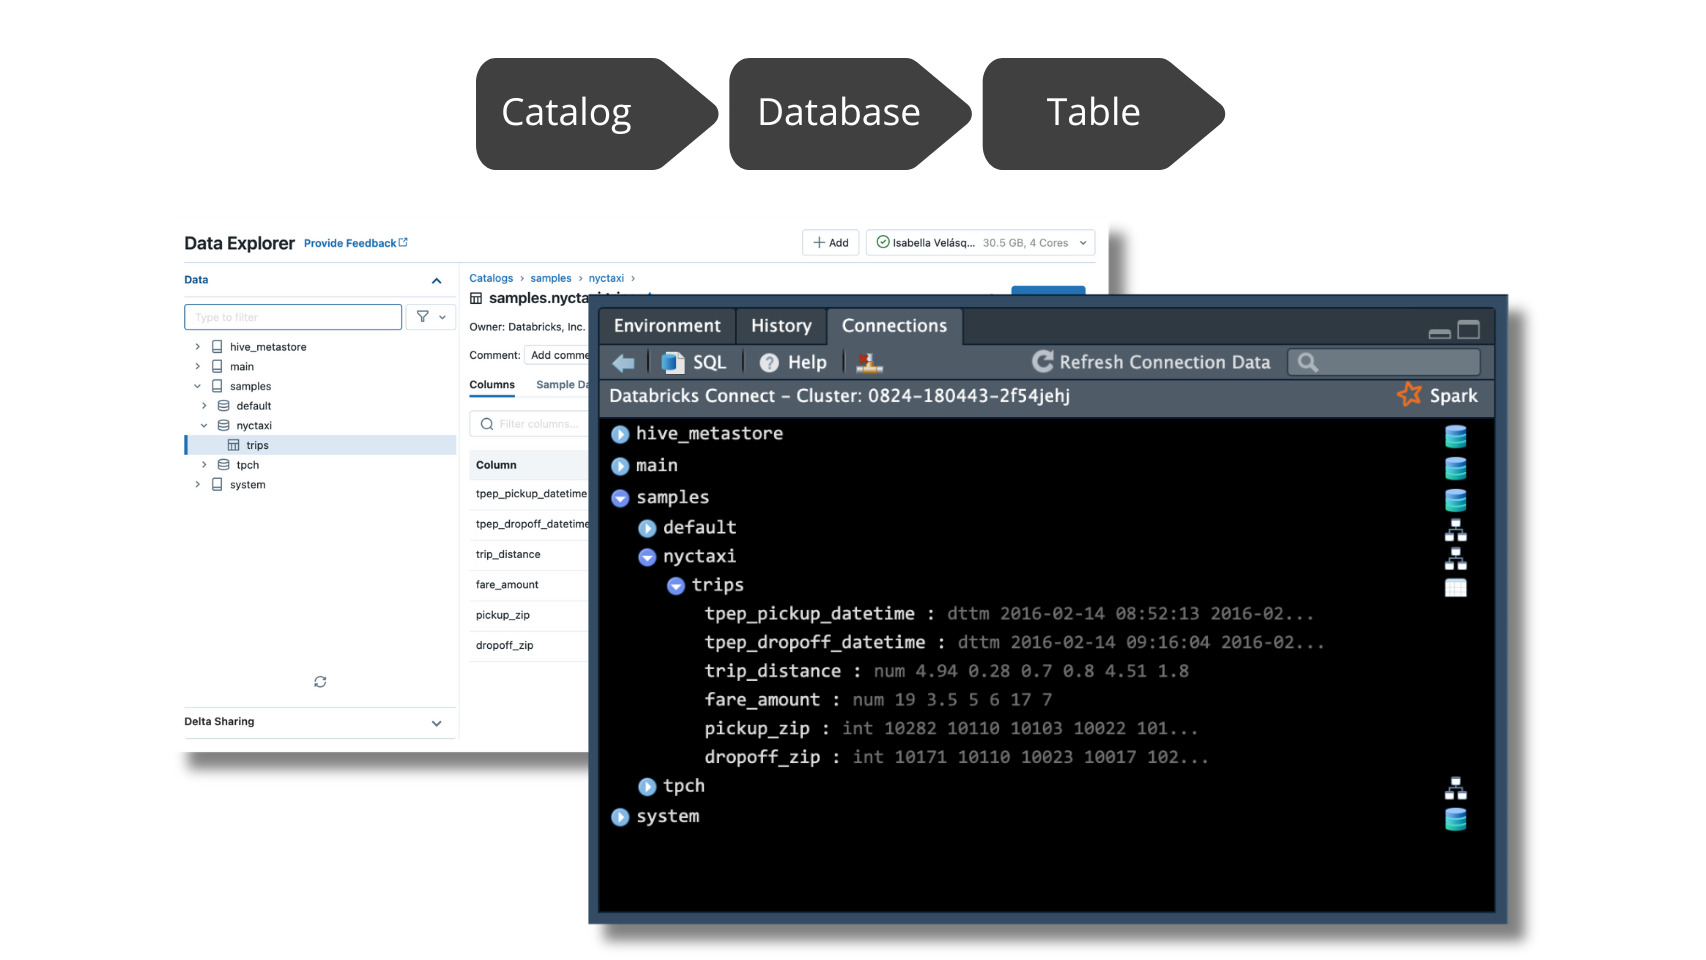 Catalog
Database
Table
Data Explorer
Provide Feedback
Add
Isabella Velásq...
30.5 GB, 4 Cores
Data
Type to filter
hive_metastore
main
samples
default
nyctaxi
trips
tpch
system
Delta Sharing
Catalogs > samples > nyctaxi >
samples.nyctaxi
Owner: Databricks, Inc.
Comment: Add comme
Columns
Sample Da
Filter columns...
Column
tpep_pickup_datetime
tpep_dropoff_datetime
trip_distance
fare_amount
pickup_zip
dropoff_zip
Environment
History
Connections
SQL
Help
Refresh Connection Data
Databricks Connect - Cluster: 0824-180443-2f54jehj
Spark
hive_metastore
main
samples
default
nyctaxi
trips
tpep_pickup_datetime : dttm 2016-02-14 08:52:13 2016-02...
tpep_dropoff_datetime : dttm 2016-02-14 09:16:04 2016-02...
trip_distance : num 4.94 0.28 0.7 0.8 4.51 1.8
fare_amount : num 19 3.5 5 6 17 7
pickup_zip : int 10282 10110 10103 10022 101...
dropoff_zip : int 10171 10110 10023 10017 102...
tpch
system